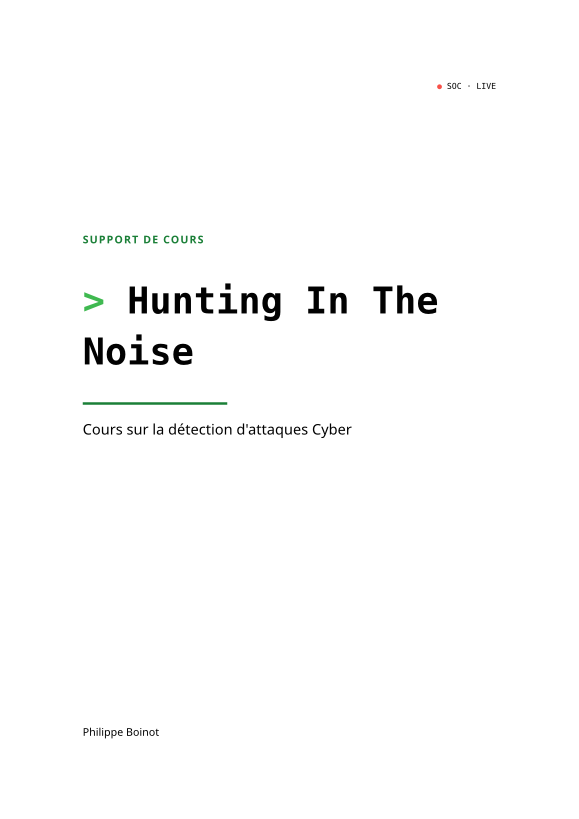 ● SOC · LIVE
SUPPORT DE COURS
> Hunting In The
Noise
Cours sur la détection d'attaques Cyber
Philippe Boinot